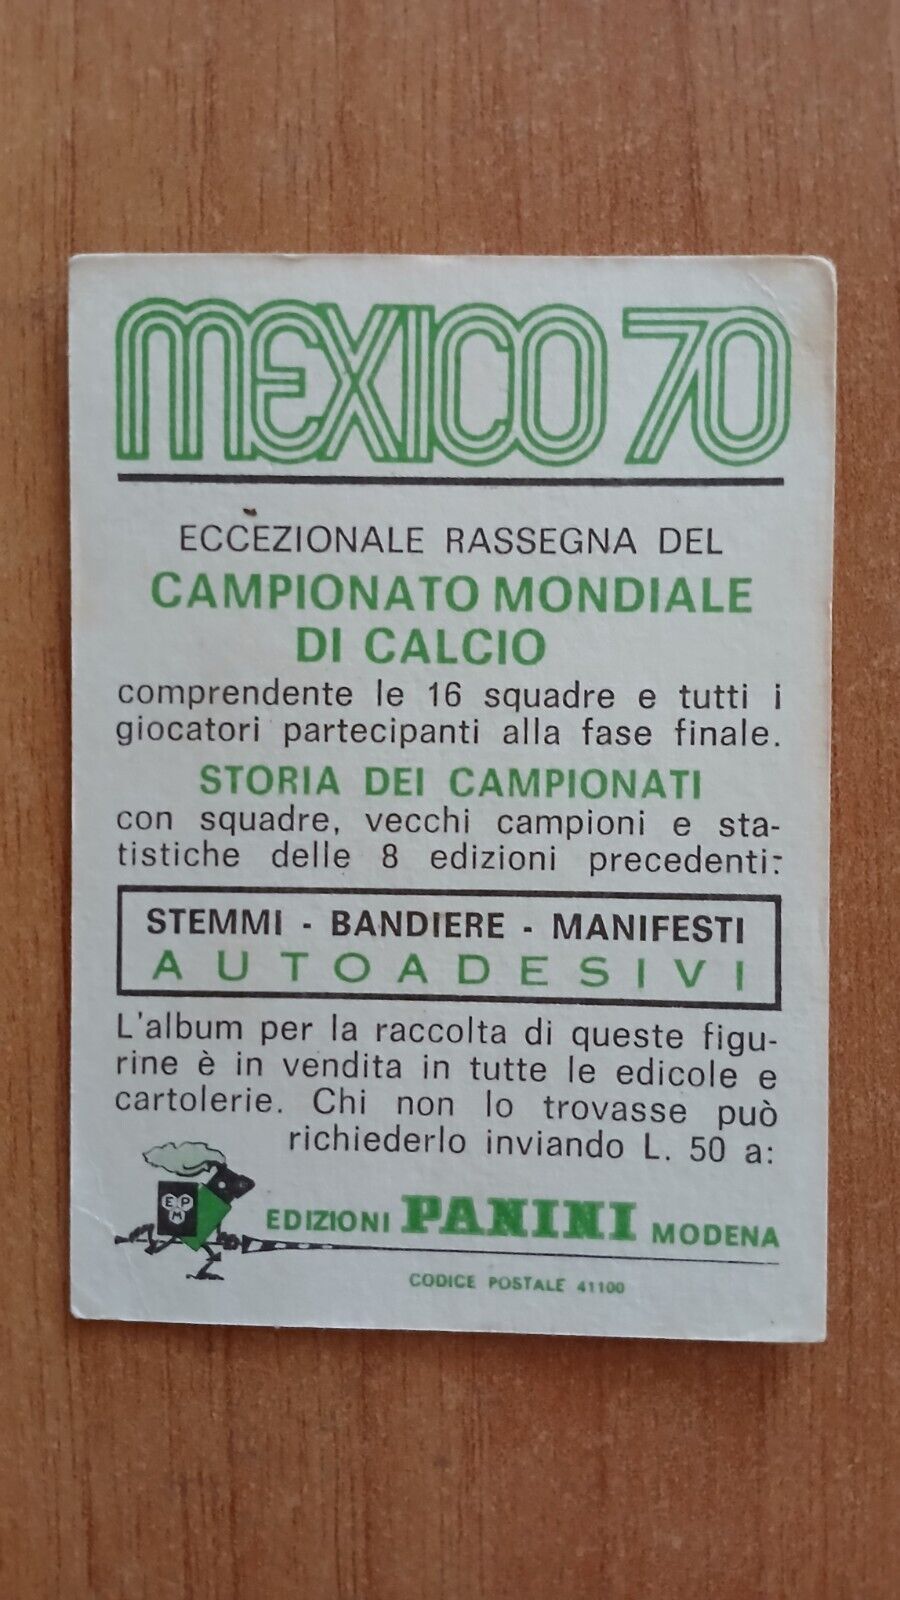 MEXICO 70
ECCEZIONALE RASSEGNA DEL
CAMPIONATO MONDIALE
DI CALCIO
comprendente le 16 squadre e tutti i
giocatori partecipanti alla fase finale.
STORIA DEI CAMPIONATI
con squadre, vecchi campioni e sta-
tistiche delle 8 edizioni precedenti:
STEMMI - BANDIERE - MANIFESTI
AUTOADESIVI
L'album per la raccolta di queste figu-
rine è in vendita in tutte le edicole e
cartolerie. Chi non lo trovasse può
richiederlo inviando L. 50 a:
EPM
EDIZIONI PANINI MODENA
CODICE POSTALE 41100